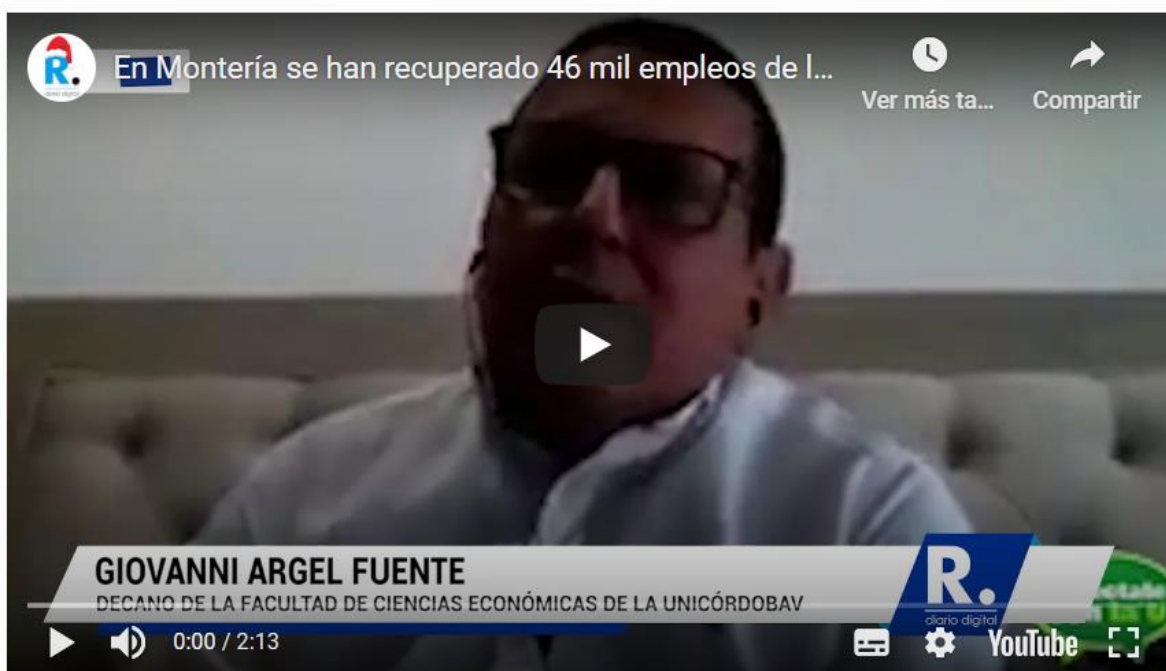 R.
En Montería se han recuperado 46 mil empleos de l...
Ver más ta...
Compartir
GIOVANNI ARGEL FUENTE
DECANO DE LA FACULTAD DE CIENCIAS ECONÓMICAS DE LA UNICÓRDOBAV
R.
diario digital
0:00 / 2:13
YouTube